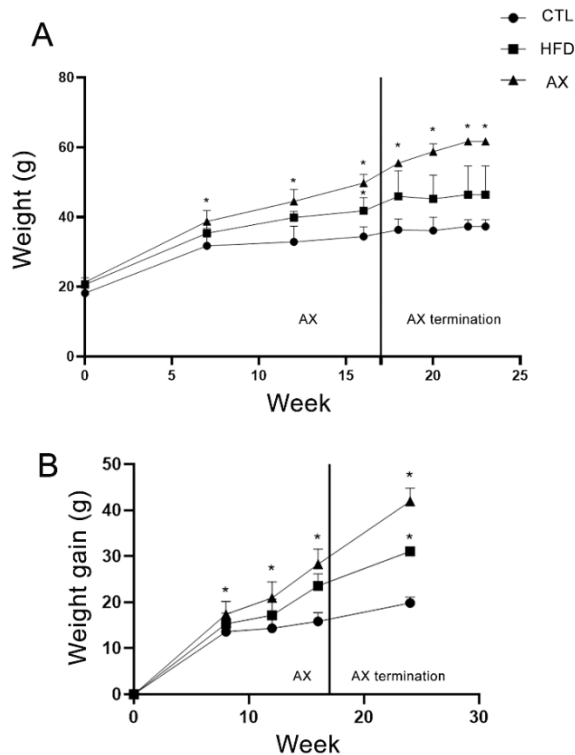 A
CTL
HFD
AX
Weight (g)
80
60
40
20
0
* * * * * * * *
AX
AX termination
0 5 10 15 20 25
Week
B
Weight gain (g)
50
40
30
20
10
0
* * * * *
AX
AX termination
0 10 20 30
Week